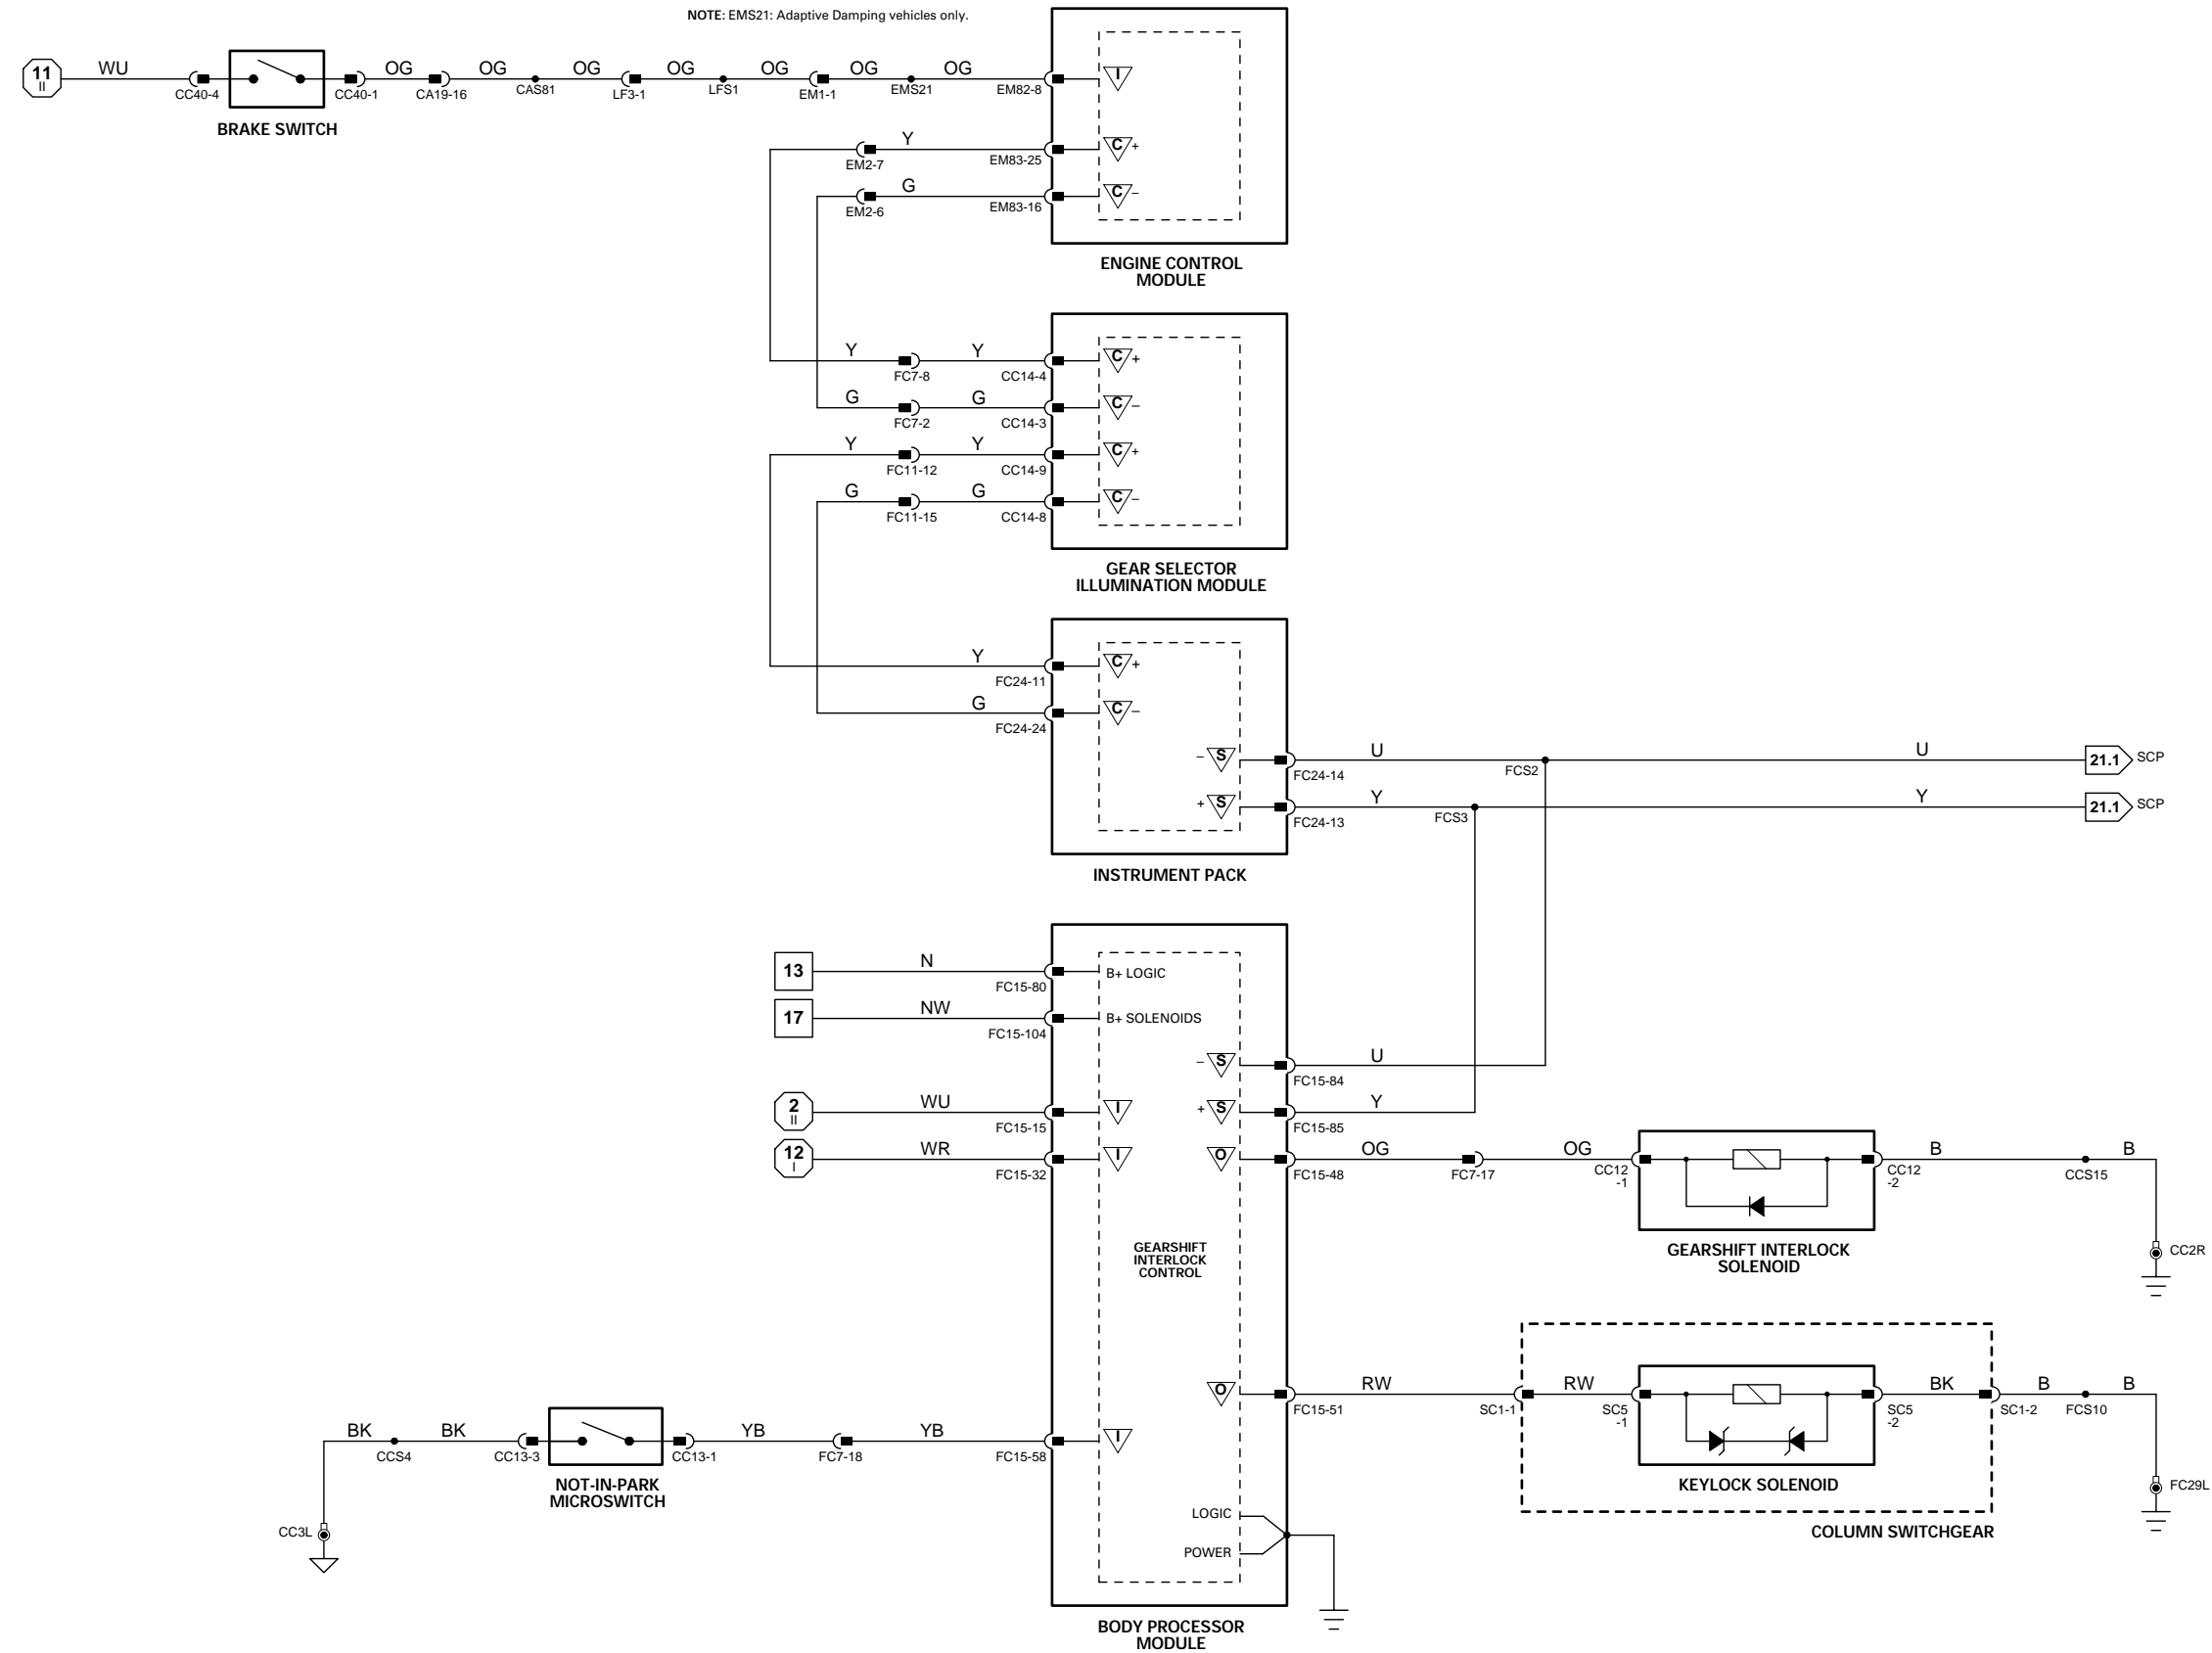 NOTE: EMS21: Adaptive Damping vehicles only.
11
II
WU
CC40-4
BRAKE SWITCH
CC40-1
OG
CA19-16
OG
CAS81
OG
LF3-1
OG
LFS1
OG
EM1-1
OG
EMS21
OG
EM82-8
I
EM2-7
Y
EM83-25
C +
EM2-6
G
EM83-16
C –
ENGINE CONTROL
MODULE
Y
FC7-8
Y
CC14-4
C +
G
FC7-2
G
CC14-3
C –
Y
FC11-12
Y
CC14-9
C +
G
FC11-15
G
CC14-8
C –
GEAR SELECTOR
ILLUMINATION MODULE
Y
FC24-11
C +
G
FC24-24
C –
– S
FC24-14
U
FCS2
U
21.1
SCP
+ S
FC24-13
Y
FCS3
Y
21.1
SCP
INSTRUMENT PACK
13
N
FC15-80
B+ LOGIC
17
NW
FC15-104
B+ SOLENOIDS
– S
FC15-84
U
2
II
WU
FC15-15
I
+ S
FC15-85
Y
12
I
WR
FC15-32
I
O
FC15-48
OG
FC7-17
OG
CC12
-1
CC12
-2
B
CCS15
B
CC2R
GEARSHIFT INTERLOCK
SOLENOID
GEARSHIFT
INTERLOCK
CONTROL
O
FC15-51
RW
SC1-1
RW
SC5
-1
SC5
-2
BK
SC1-2
B
FCS10
B
FC29L
KEYLOCK SOLENOID
COLUMN SWITCHGEAR
BK
CCS4
BK
CC13-3
CC13-1
YB
FC7-18
YB
FC15-58
I
NOT-IN-PARK
MICROSWITCH
CC3L
LOGIC
POWER
BODY PROCESSOR
MODULE